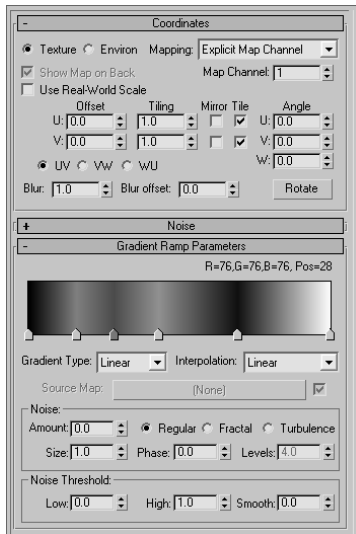 - Coordinates
Texture Environ Mapping: Explicit Map Channel
Show Map on Back Map Channel: 1
Use Real-World Scale
Offset Tiling Mirror Tile Angle
U: 0.0 1.0 U: 0.0
V: 0.0 1.0 V: 0.0
W: 0.0
UV VW WU
Blur: 1.0 Blur offset: 0.0 Rotate
+ Noise
- Gradient Ramp Parameters
R=76,G=76,B=76, Pos=28
Gradient Type: Linear Interpolation: Linear
Source Map: (None)
Noise:
Amount: 0.0 Regular Fractal Turbulence
Size: 1.0 Phase: 0.0 Levels: 4.0
Noise Threshold:
Low: 0.0 High: 1.0 Smooth: 0.0